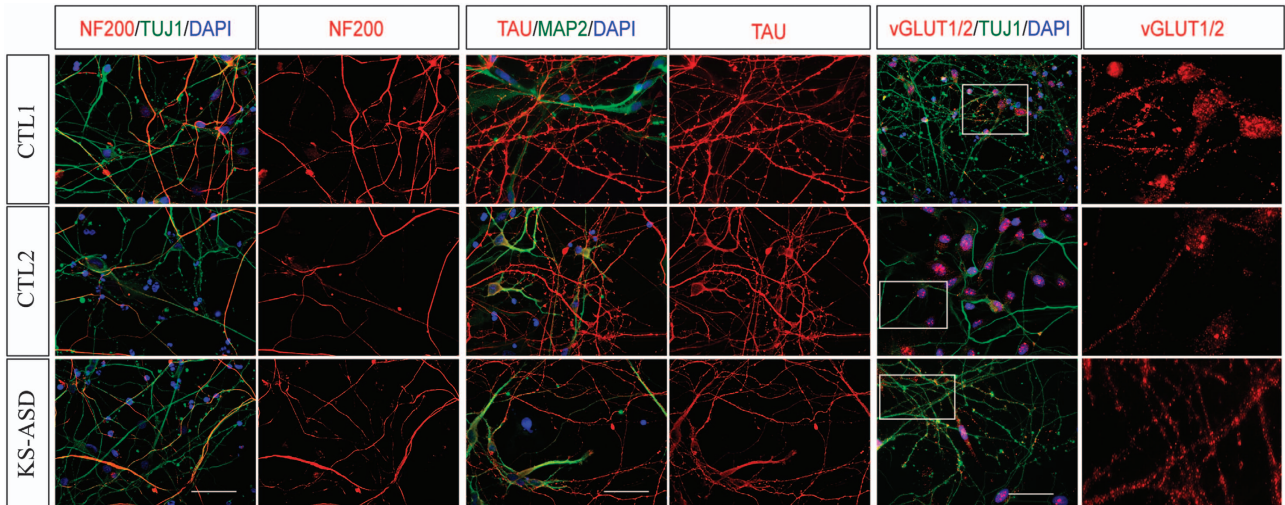 NF200/TUJ1/DAPI
NF200
TAU/MAP2/DAPI
TAU
vGLUT1/2/TUJ1/DAPI
vGLUT1/2
CTL1
CTL2
KS-ASD